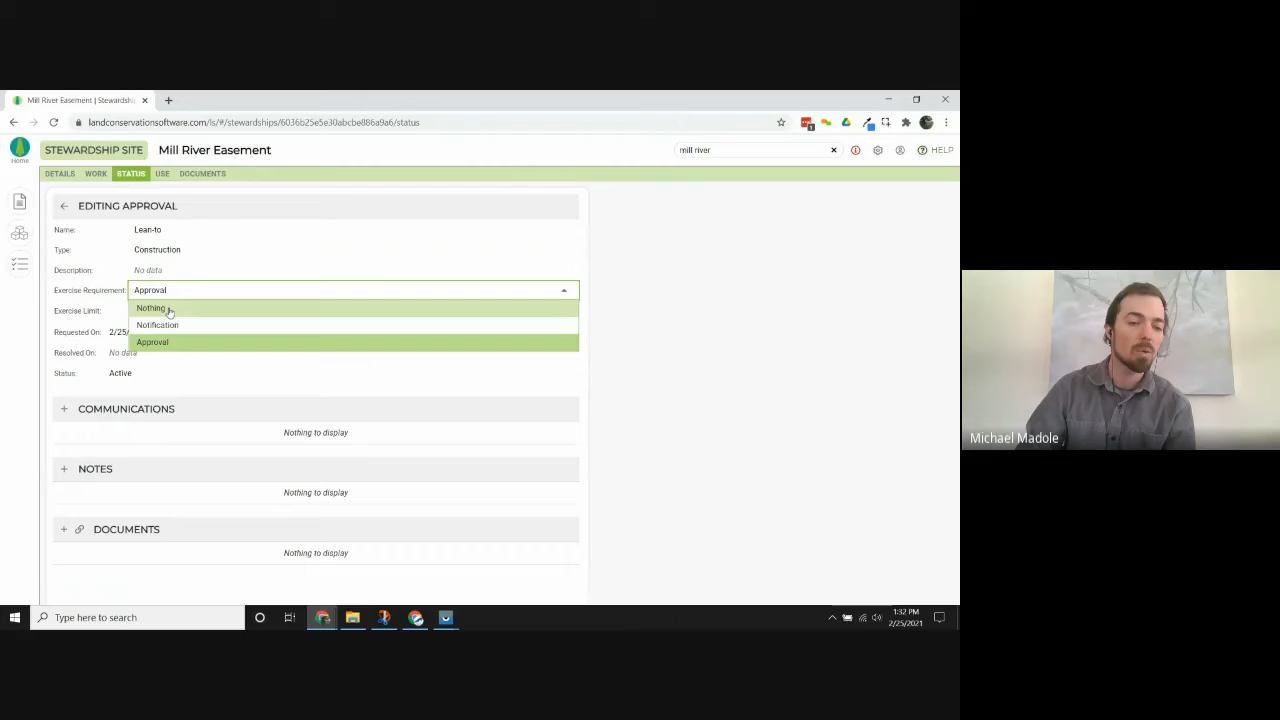 Mill River Easement | Stewardshi
landconservationsoftware.com/ls/#/stewardships/6036b25e5e30abcbe886a9a6/status
Home
STEWARDSHIP SITE
Mill River Easement
mill river
HELP
DETAILS
WORK
STATUS
USE
DOCUMENTS
EDITING APPROVAL
Name:
Lean-to
Type:
Construction
Description:
No data
Exercise Requirement:
Approval
Nothing
Exercise Limit:
Notification
Requested On:
2/25/
Approval
Resolved On:
No data
Status:
Active
COMMUNICATIONS
Nothing to display
NOTES
Nothing to display
DOCUMENTS
Nothing to display
Michael Madole
Type here to search
1:32 PM
2/25/2021